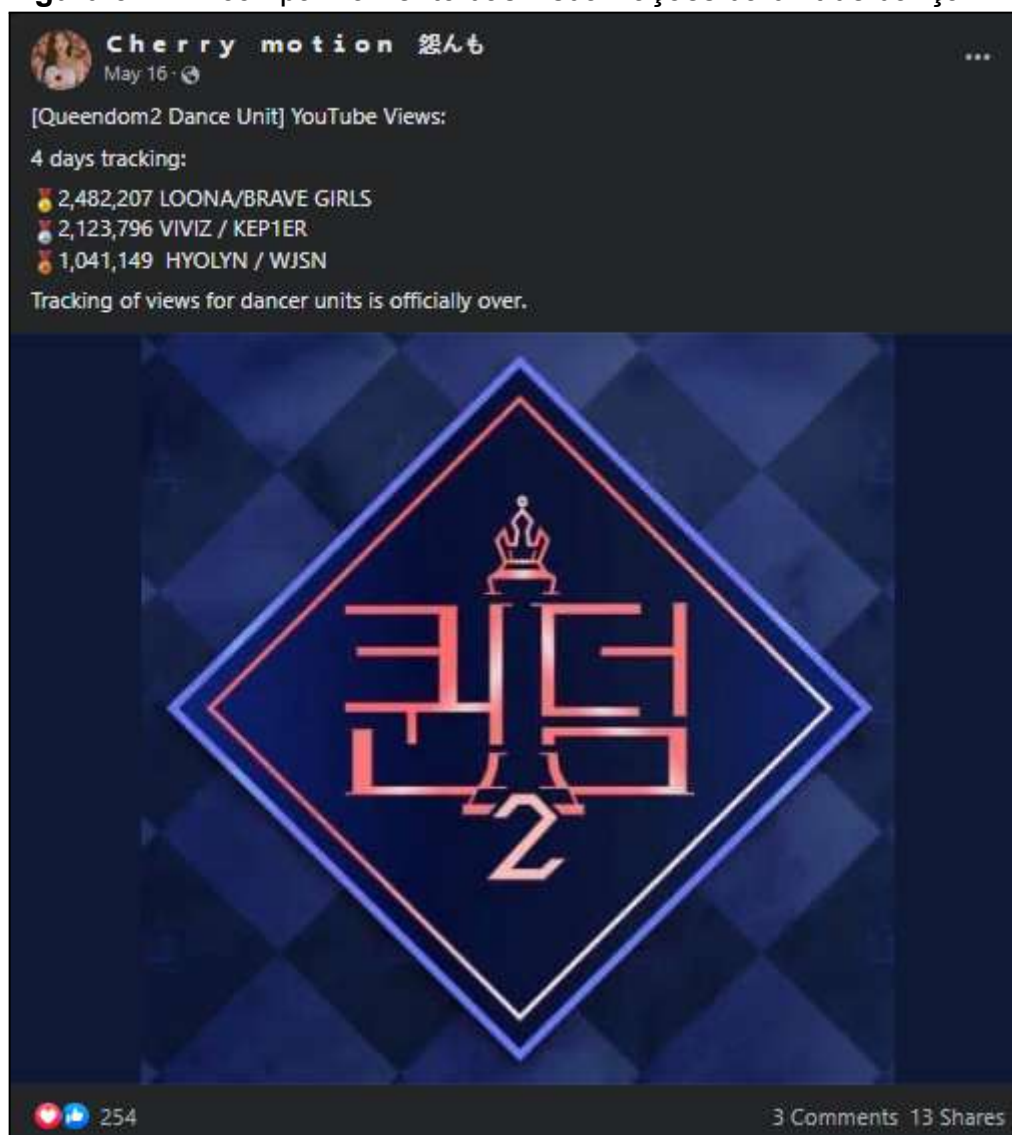 Cherry motion 怨んも
May 16 ·
[Queendom2 Dance Unit] YouTube Views:
4 days tracking:
2,482,207 LOONA/BRAVE GIRLS
2,123,796 VIVIZ / KEP1ER
1,041,149 HYOLYN / WJSN
Tracking of views for dancer units is officially over.
퀸덤
2
254
3 Comments 13 Shares